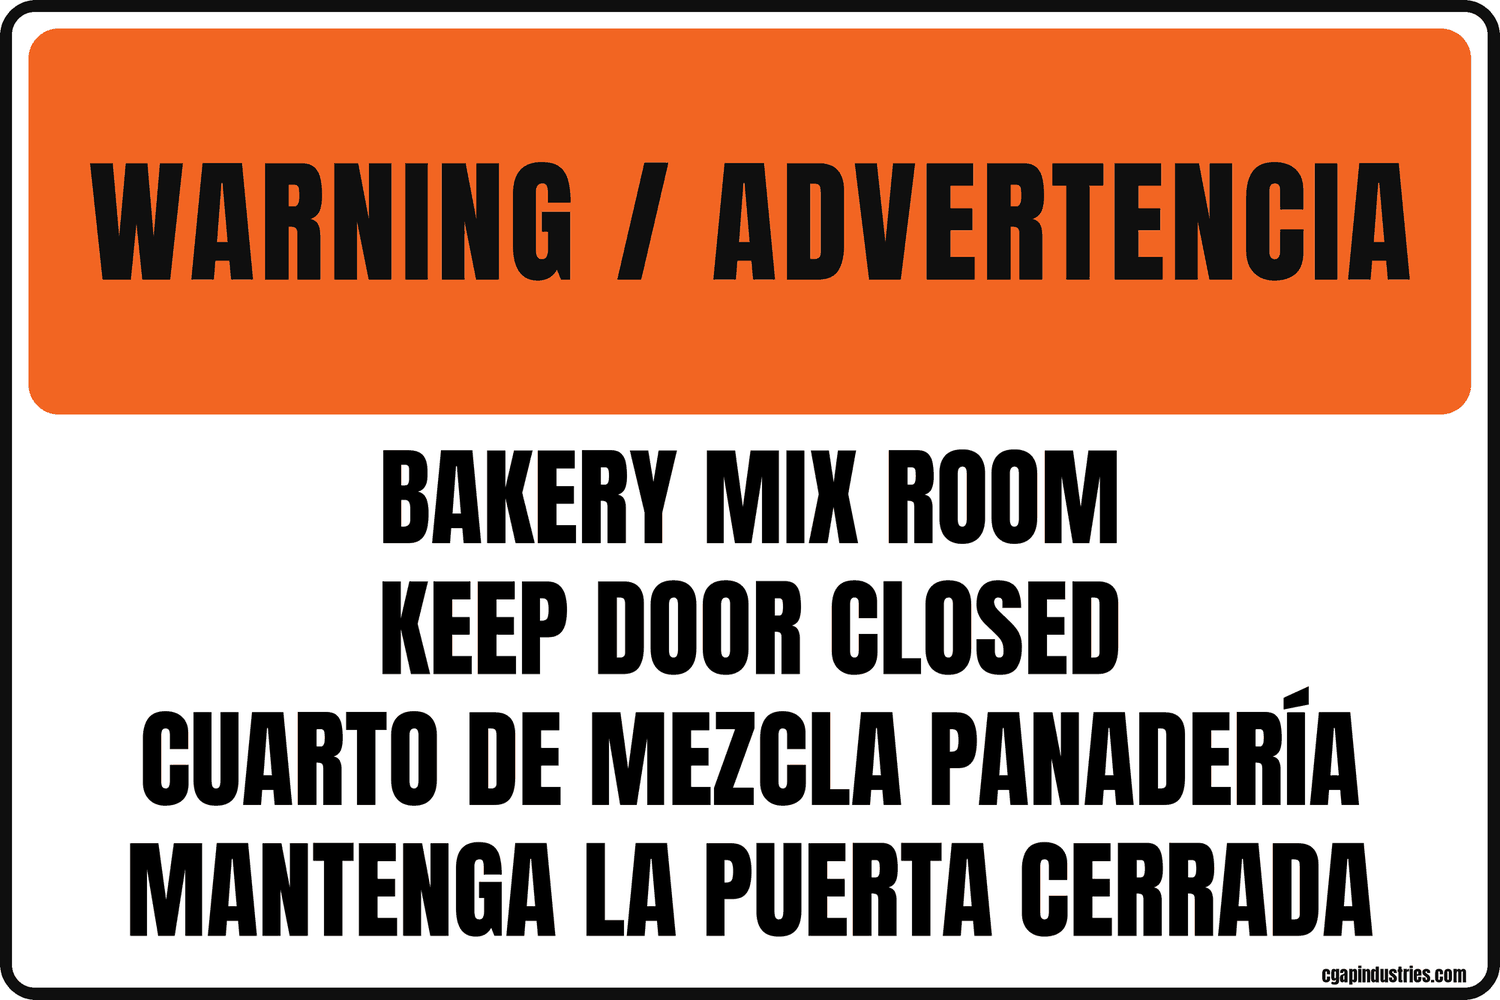 WARNING / ADVERTENCIA
BAKERY MIX ROOM
KEEP DOOR CLOSED
CUARTO DE MEZCLA PANADERÍA
MANTENGA LA PUERTA CERRADA
cgapindustries.com